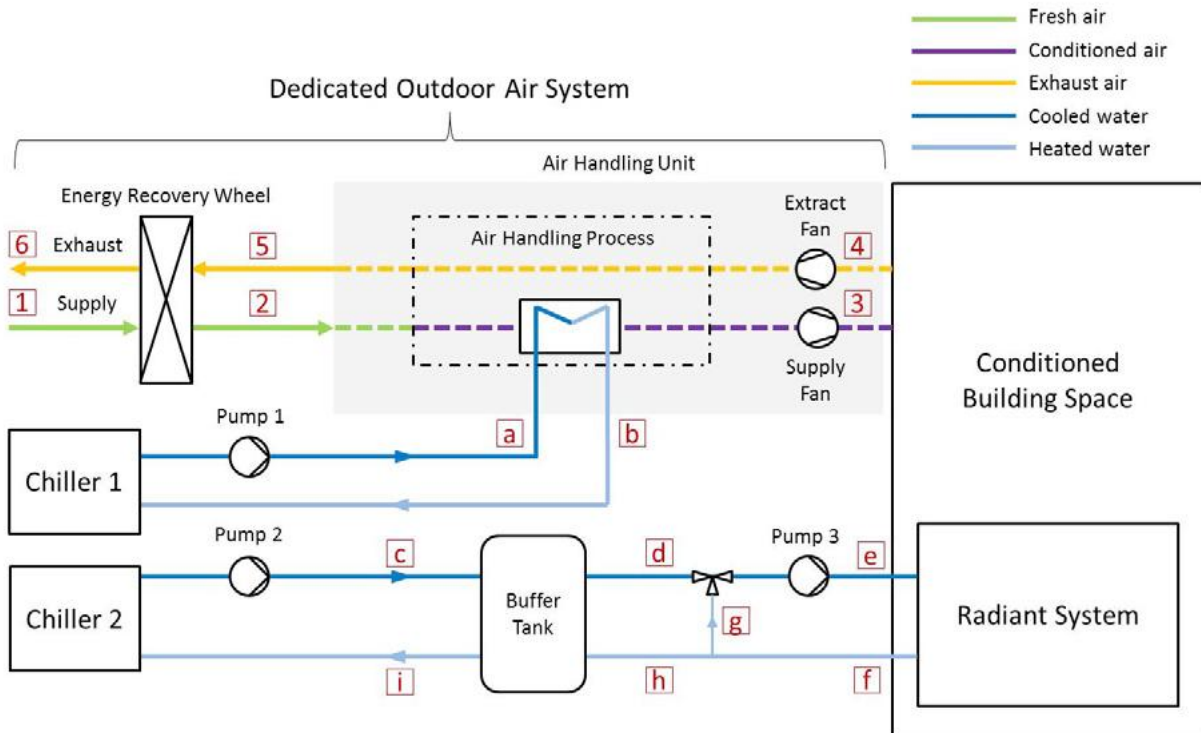 Fresh air
Conditioned air
Exhaust air
Cooled water
Heated water
Dedicated Outdoor Air System
Air Handling Unit
Energy Recovery Wheel
Extract
Fan
Air Handling Process
6
Exhaust
5
4
1
Supply
2
3
Supply
Fan
Conditioned
Building Space
Pump 1
a
b
Chiller 1
Pump 2
c
d
Pump 3
e
Chiller 2
Buffer
Tank
g
Radiant System
i
h
f